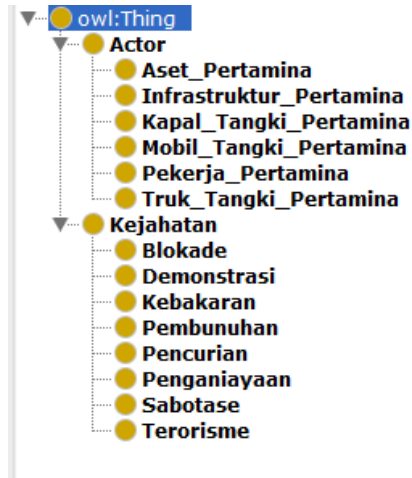 owl:Thing
Actor
Aset_Pertamina
Infrastruktur_Pertamina
Kapal_Tangki_Pertamina
Mobil_Tangki_Pertamina
Pekerja_Pertamina
Truk_Tangki_Pertamina
Kejahatan
Blokade
Demonstrasi
Kebakaran
Pembunuhan
Pencurian
Penganiayaan
Sabotase
Terorisme